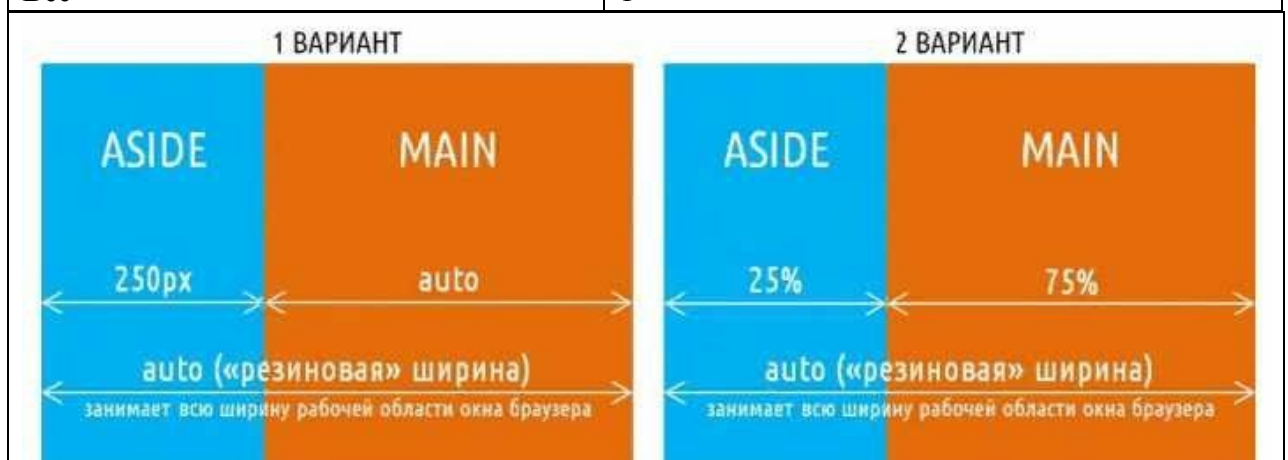 1 ВАРИАНТ
ASIDE MAIN
250px auto
auto («резиновая» ширина)
занимает всю ширину рабочей области окна браузера
2 ВАРИАНТ
ASIDE MAIN
25% 75%
auto («резиновая» ширина)
занимает всю ширину рабочей области окна браузера